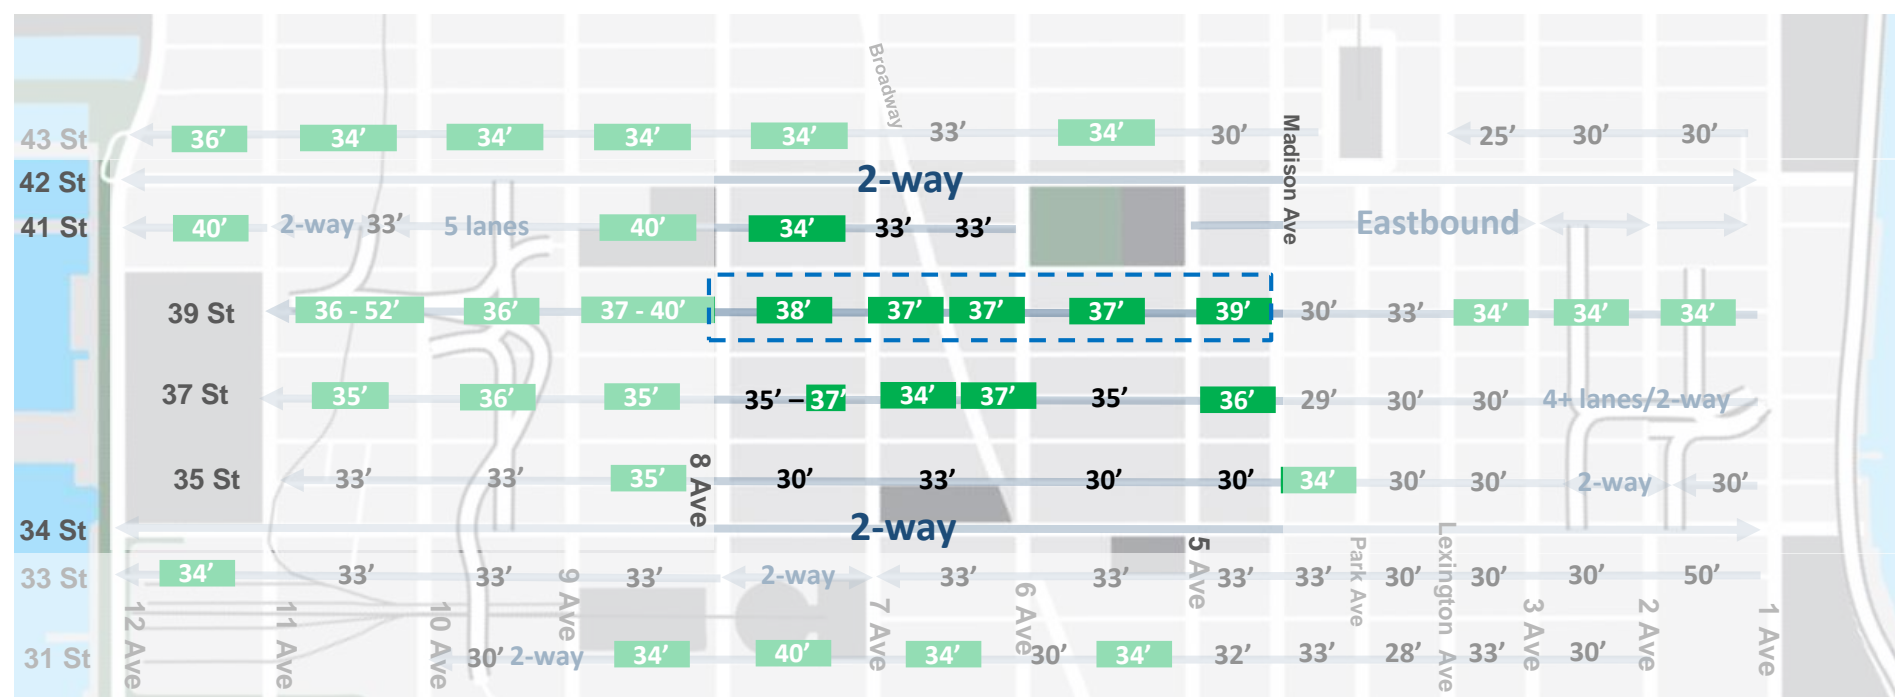 Broadway
43 St 36’ 34’ 34’ 34’ 34’ 33’ 34’ 30’ 25’ 30’ 30’
Madison Ave
42 St 2-way
41 St 40’ 2-way 33’ 5 lanes 40’ 34’ 33’ 33’ Eastbound
39 St 36 - 52’ 36’ 37 - 40’ 38’ 37’ 37’ 37’ 39’ 30’ 33’ 34’ 34’ 34’
37 St 35’ 36’ 35’ 35’ – 37’ 34’ 37’ 35’ 36’ 29’ 30’ 30’ 4+ lanes/2-way
35 St 33’ 33’ 35’ 30’ 33’ 30’ 30’ 34’ 30’ 30’ 2-way 30’
8 Ave
34 St 2-way
33 St 34’ 33’ 33’ 33’ 2-way 33’ 33’ 33’ 33’ 30’ 30’ 30’ 50’
12 Ave
11 Ave
10 Ave
9 Ave
7 Ave
6 Ave
5 Ave
Park Ave
Lexington Ave
3 Ave
2 Ave
1 Ave
31 St 30’ 2-way 34’ 40’ 34’ 30’ 34’ 32’ 33’ 28’ 33’ 30’